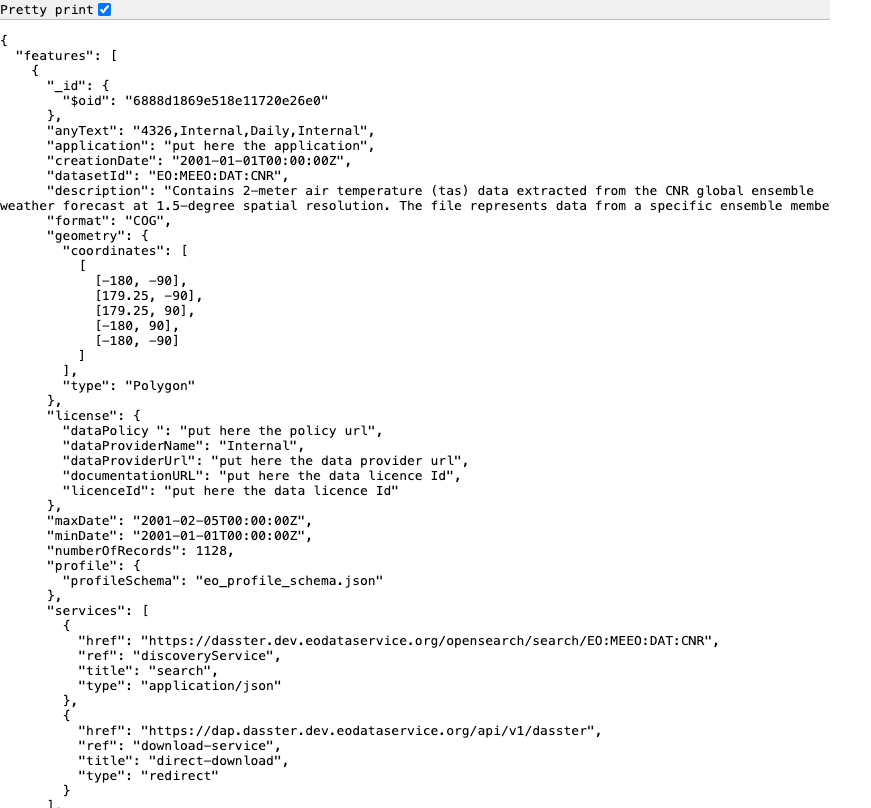 Pretty print
{
  "features": [
    {
      "_id": {
        "$oid": "6888d1869e518e11720e26e0"
      },
      "anyText": "4326,Internal,Daily,Internal",
      "application": "put here the application",
      "creationDate": "2001-01-01T00:00:00Z",
      "datasetId": "EO:MEEO:DAT:CNR",
      "description": "Contains 2-meter air temperature (tas) data extracted from the CNR global ensemble
weather forecast at 1.5-degree spatial resolution. The file represents data from a specific ensemble membe
      "format": "COG",
      "geometry": {
        "coordinates": [
          [
            [-180, -90],
            [179.25, -90],
            [179.25, 90],
            [-180, 90],
            [-180, -90]
          ]
        ],
        "type": "Polygon"
      },
      "license": {
        "dataPolicy ": "put here the policy url",
        "dataProviderName": "Internal",
        "dataProviderUrl": "put here the data provider url",
        "documentationURL": "put here the data licence Id",
        "licenceId": "put here the data licence Id"
      },
      "maxDate": "2001-02-05T00:00:00Z",
      "minDate": "2001-01-01T00:00:00Z",
      "numberOfRecords": 1128,
      "profile": {
        "profileSchema": "eo_profile_schema.json"
      },
      "services": [
        {
          "href": "https://dasster.dev.eodataservice.org/opensearch/search/EO:MEEO:DAT:CNR",
          "ref": "discoveryService",
          "title": "search",
          "type": "application/json"
        },
        {
          "href": "https://dap.dasster.dev.eodataservice.org/api/v1/dasster",
          "ref": "download-service",
          "title": "direct-download",
          "type": "redirect"
        }
      ],